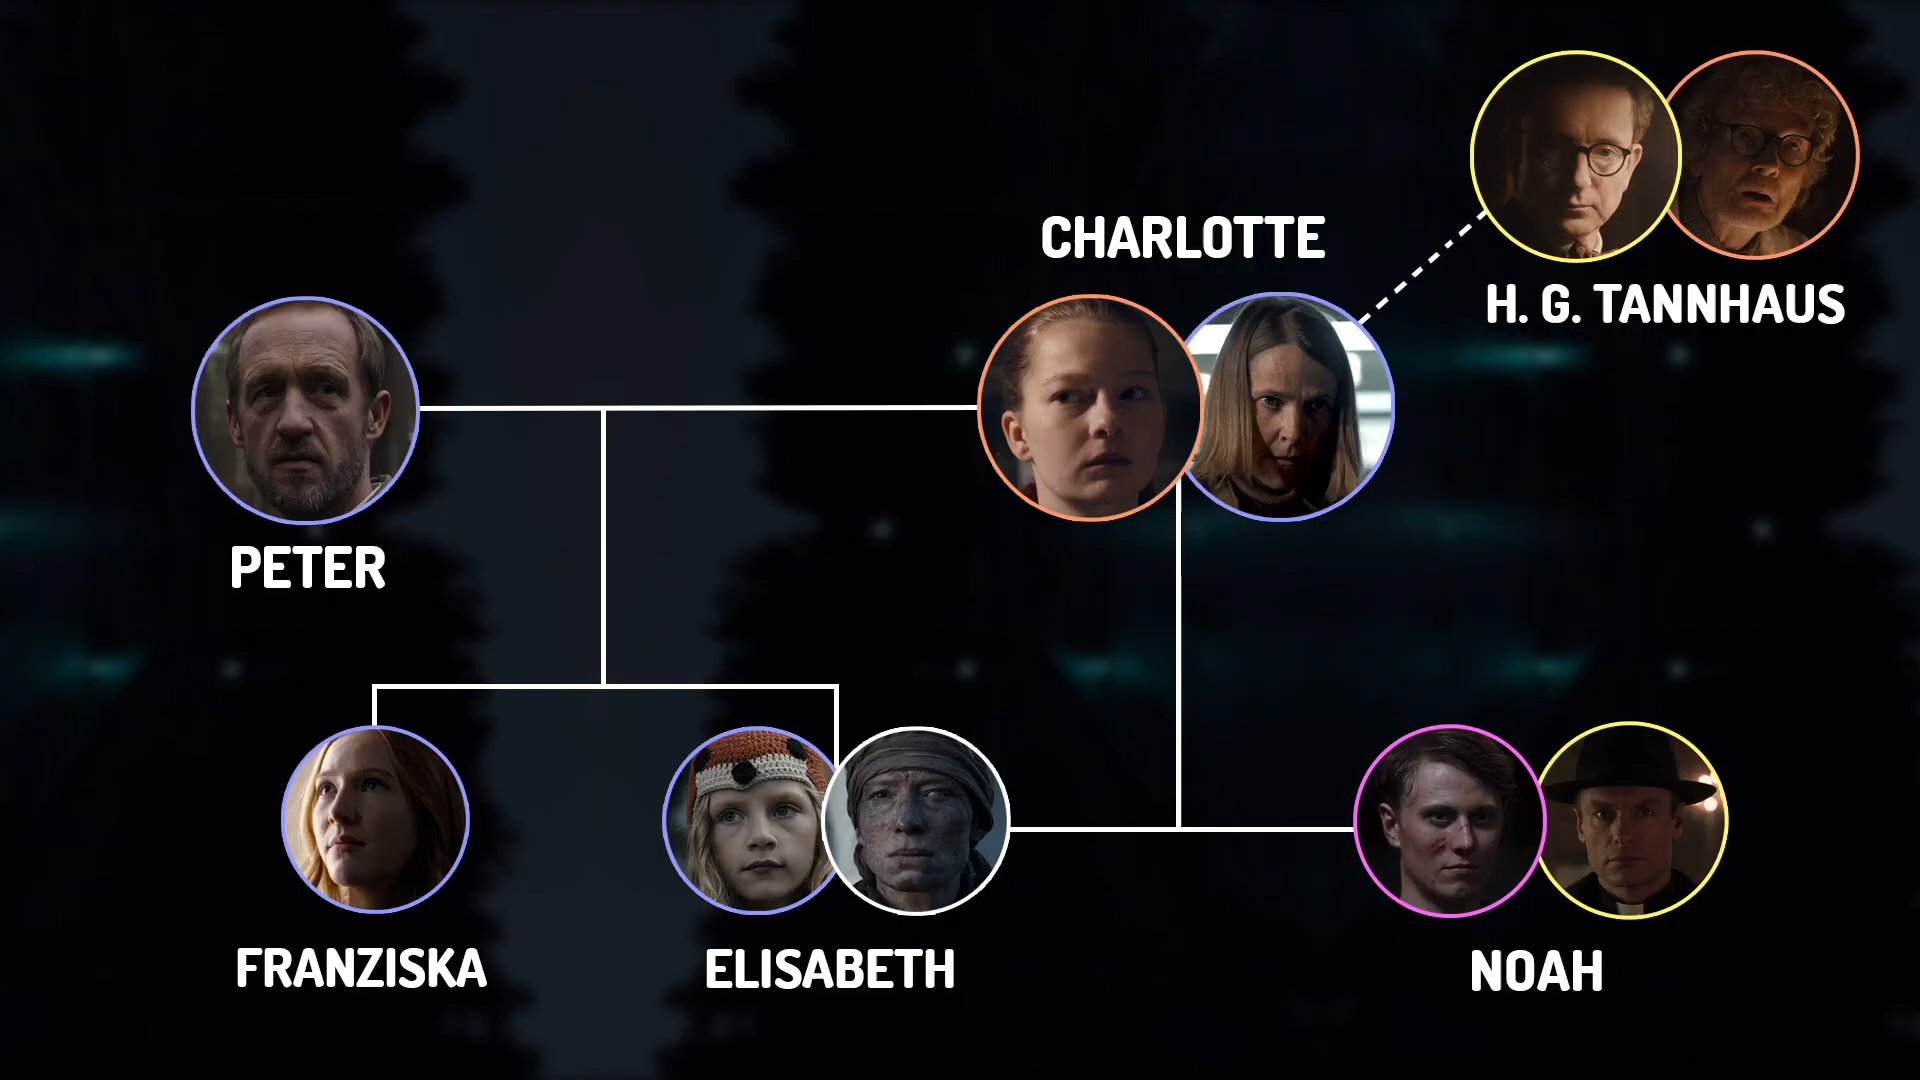 CHARLOTTE
H. G. TANNHAUS
PETER
FRANZISKA
ELISABETH
NOAH